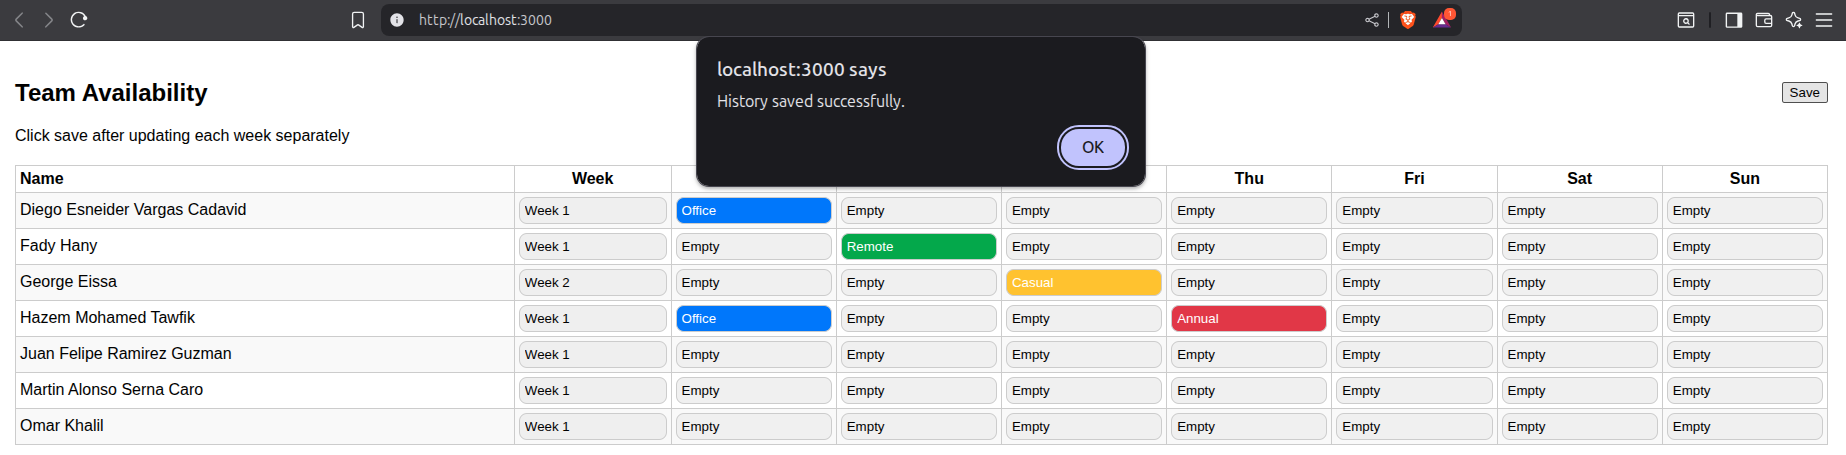 http://localhost:3000
1
localhost:3000 says
History saved successfully.
OK
Team Availability
Save
Click save after updating each week separately
Name Week Thu Fri Sat Sun
Diego Esneider Vargas Cadavid Week 1 Office Empty Empty Empty Empty Empty Empty
Fady Hany Week 1 Empty Remote Empty Empty Empty Empty Empty
George Eissa Week 2 Empty Empty Casual Empty Empty Empty Empty
Hazem Mohamed Tawfik Week 1 Office Empty Empty Annual Empty Empty Empty
Juan Felipe Ramirez Guzman Week 1 Empty Empty Empty Empty Empty Empty Empty
Martin Alonso Serna Caro Week 1 Empty Empty Empty Empty Empty Empty Empty
Omar Khalil Week 1 Empty Empty Empty Empty Empty Empty Empty